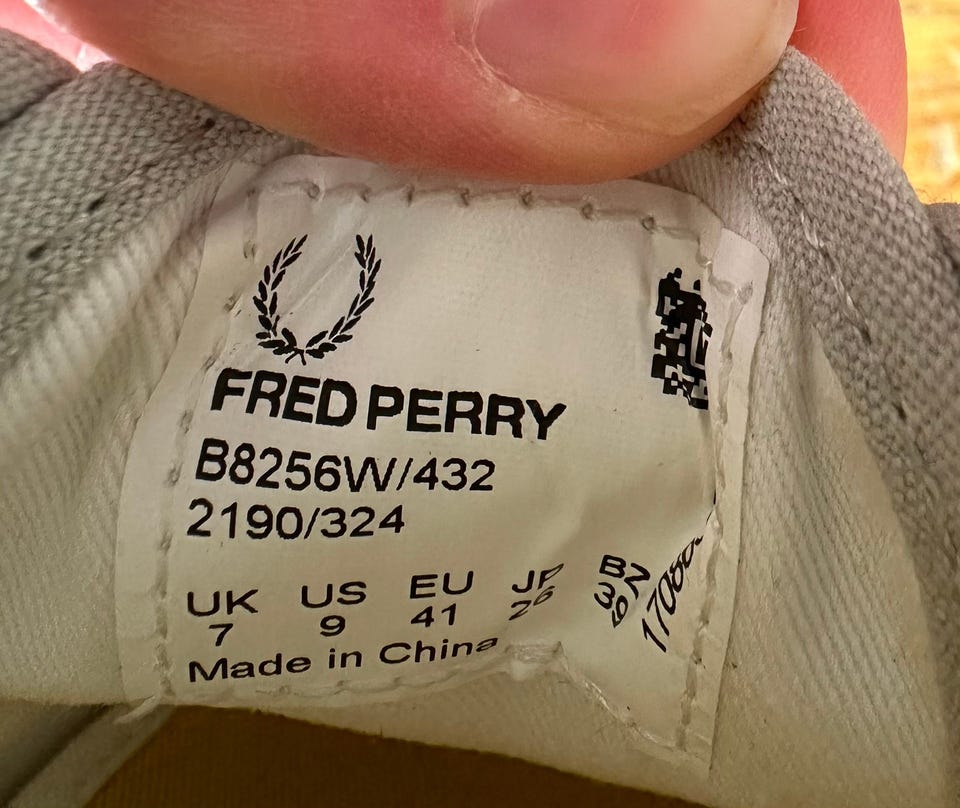 FRED PERRY
B8256W/432
2190/324
UK US EU JP BZ
7 9 41 26 39
Made in China